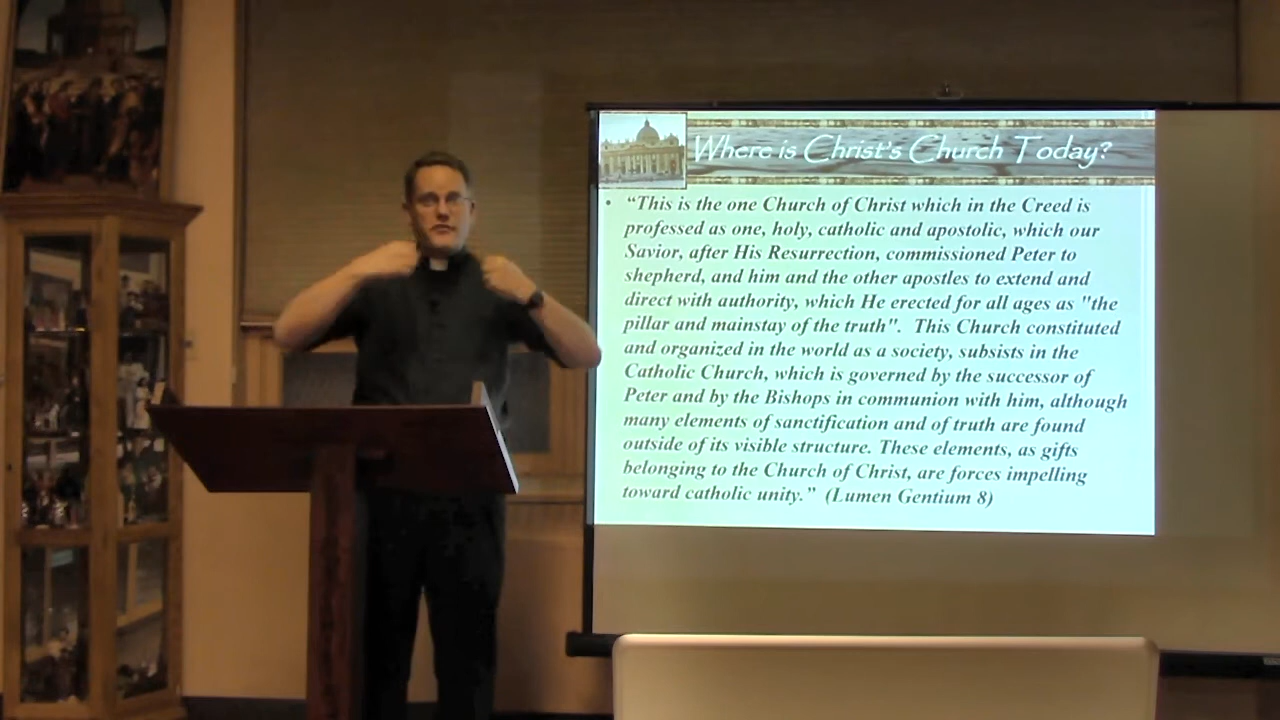 Where is Christ's Church Today?
• “This is the one Church of Christ which in the Creed is
professed as one, holy, catholic and apostolic, which our
Savior, after His Resurrection, commissioned Peter to
shepherd, and him and the other apostles to extend and
direct with authority, which He erected for all ages as "the
pillar and mainstay of the truth". This Church constituted
and organized in the world as a society, subsists in the
Catholic Church, which is governed by the successor of
Peter and by the Bishops in communion with him, although
many elements of sanctification and of truth are found
outside of its visible structure. These elements, as gifts
belonging to the Church of Christ, are forces impelling
toward catholic unity.” (Lumen Gentium 8)